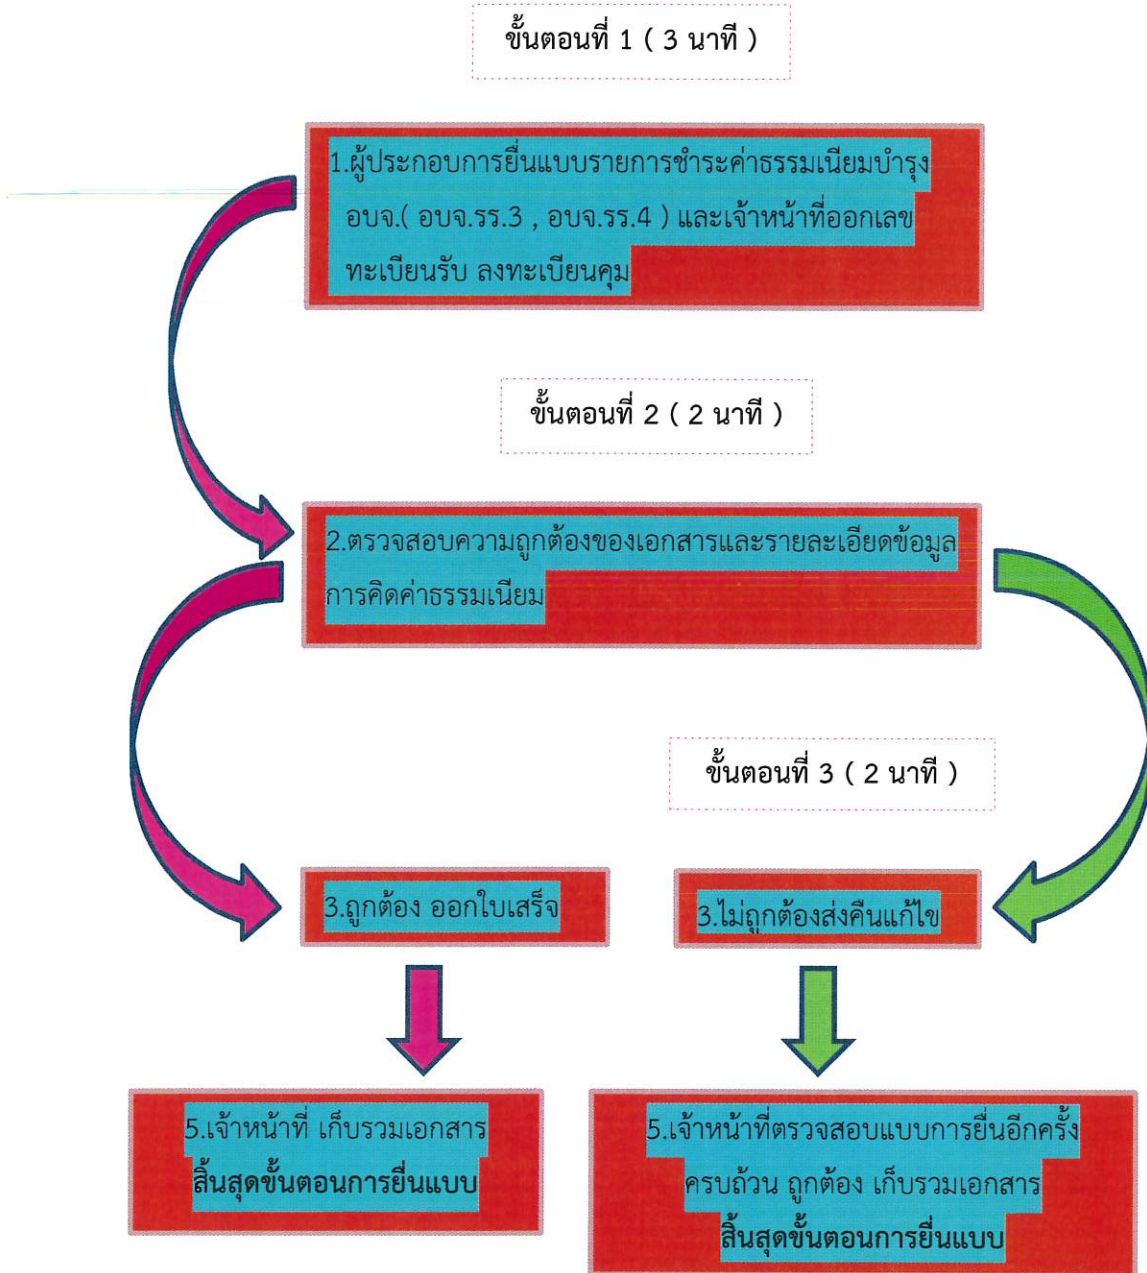 ขั้นตอนที่ 1 ( 3 นาที )
1.ผู้ประกอบการยื่นแบบรายการชำระค่าธรรมเนียมบำรุง
อบจ.( อบจ.รร.3 , อบจ.รร.4 ) และเจ้าหน้าที่ออกเลข
ทะเบียนรับ ลงทะเบียนคุม
ขั้นตอนที่ 2 ( 2 นาที )
2.ตรวจสอบความถูกต้องของเอกสารและรายละเอียดข้อมูล
การคิดค่าธรรมเนียม
ขั้นตอนที่ 3 ( 2 นาที )
3.ถูกต้อง ออกใบเสร็จ
3.ไม่ถูกต้องส่งคืนแก้ไข
5.เจ้าหน้าที่ เก็บรวมเอกสาร
สิ้นสุดขั้นตอนการยื่นแบบ
5.เจ้าหน้าที่ตรวจสอบแบบการยื่นอีกครั้ง
ครบถ้วน ถูกต้อง เก็บรวมเอกสาร
สิ้นสุดขั้นตอนการยื่นแบบ